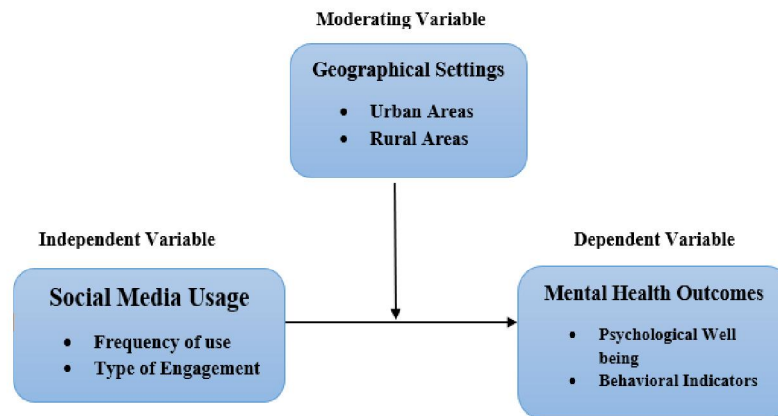 Moderating Variable
Geographical Settings
• Urban Areas
• Rural Areas
Independent Variable
Social Media Usage
• Frequency of use
• Type of Engagement
Dependent Variable
Mental Health Outcomes
• Psychological Well
being
• Behavioral Indicators